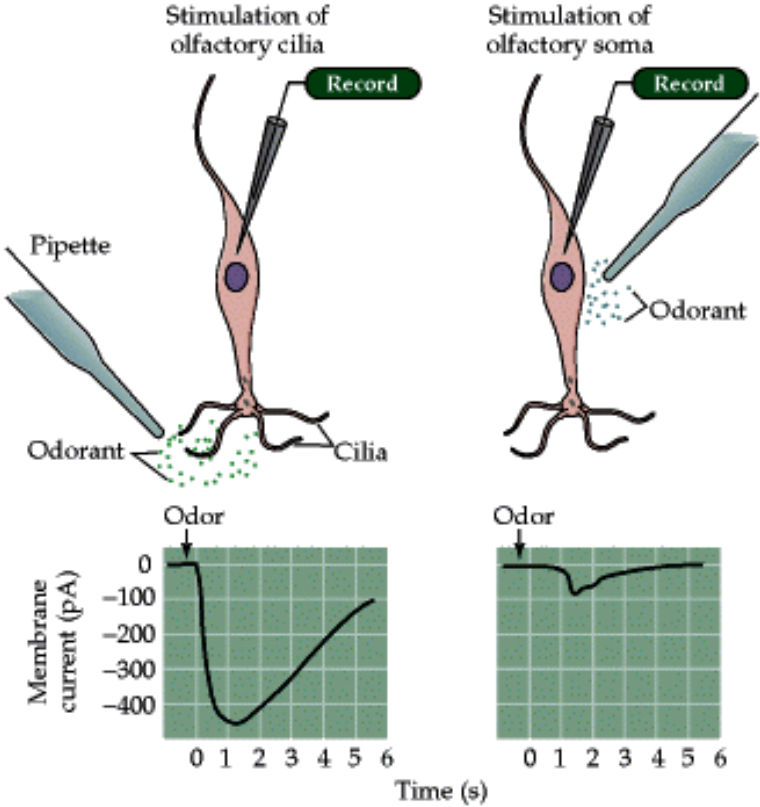 Stimulation of
olfactory cilia
Stimulation of
olfactory soma
Record
Record
Pipette
Odorant
Odorant
Cilia
Odor
Odor
Membrane
current (pA)
0
−100
−200
−300
−400
0 1 2 3 4 5 6
0 1 2 3 4 5 6
Time (s)